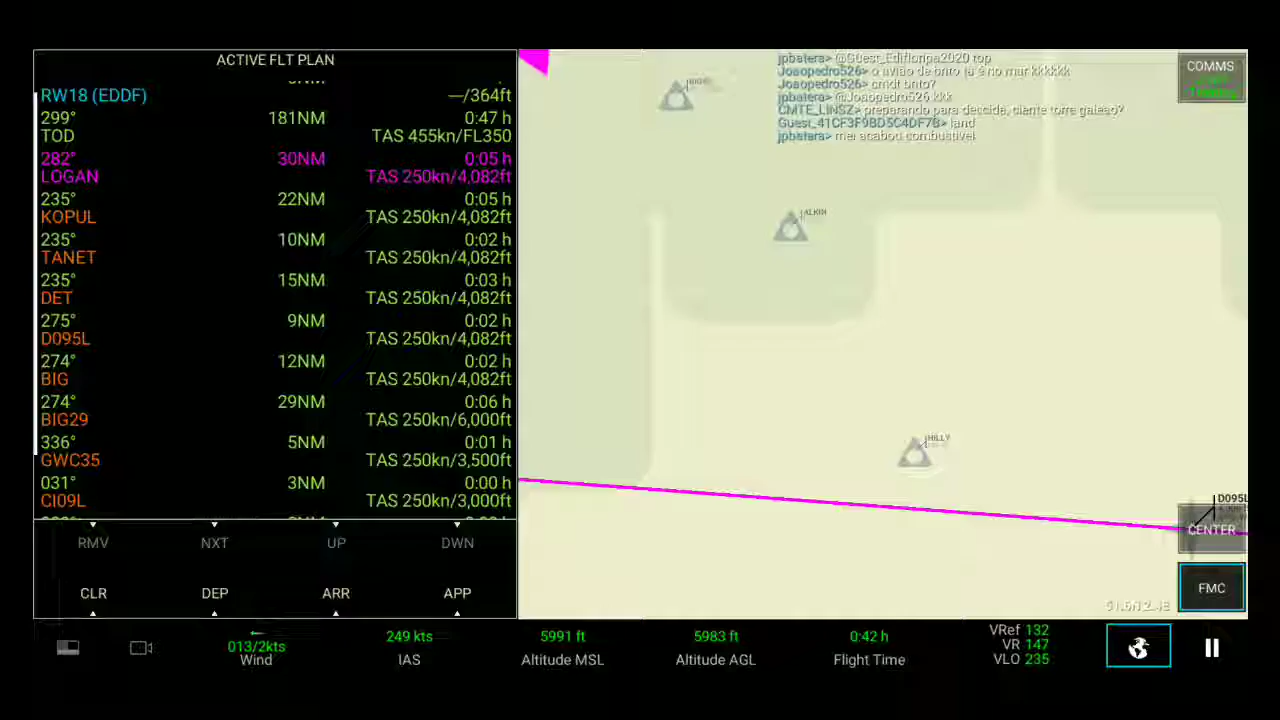 ACTIVE FLT PLAN
RW18 (EDDF) —/364ft
299° 181NM 0:47 h
TOD TAS 455kn/FL350
282° 30NM 0:05 h
LOGAN TAS 250kn/4,082ft
235° 22NM 0:05 h
KOPUL TAS 250kn/4,082ft
235° 10NM 0:02 h
TANET TAS 250kn/4,082ft
235° 15NM 0:03 h
DET TAS 250kn/4,082ft
275° 9NM 0:02 h
D095L TAS 250kn/4,082ft
274° 12NM 0:02 h
BIG TAS 250kn/4,082ft
274° 29NM 0:06 h
BIG29 TAS 250kn/6,000ft
336° 5NM 0:01 h
GWC35 TAS 250kn/3,500ft
031° 3NM 0:00 h
CI09L TAS 250kn/3,000ft
RMV NXT UP DWN
CLR DEP ARR APP
jpbatera> @Guest_Edifloripa2020 top
Joaopedro526> o avião da bnto ja é no mar kkkkkk
Joaopedro526> cmdt bnto?
jpbatera> @Joaopedro526 kkk
CMTE_LINSZ> preparando para decida, ciente torre galeao?
Guest_41CF3F9BD5C4DF7B> land
jpbatera> mei acabou combustivel
COMMS
ALKIN
HILLY
D095L
CENTER
FMC
013/2kts
Wind
249 kts
IAS
5991 ft
Altitude MSL
5983 ft
Altitude AGL
0:42 h
Flight Time
VRef 132
VR 147
VLO 235